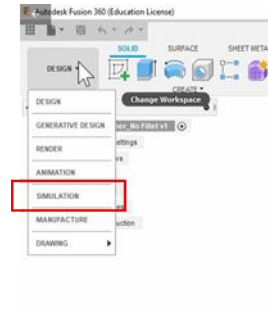 Autodesk Fusion 360 (Education License)
SOLID SURFACE SHEET META
DESIGN
CREATE
Change Workspace
DESIGN
GENERATIVE DESIGN
No Fillet v1
ettings
RENDER
ANIMATION
SIMULATION
MANUFACTURE
uction
DRAWING